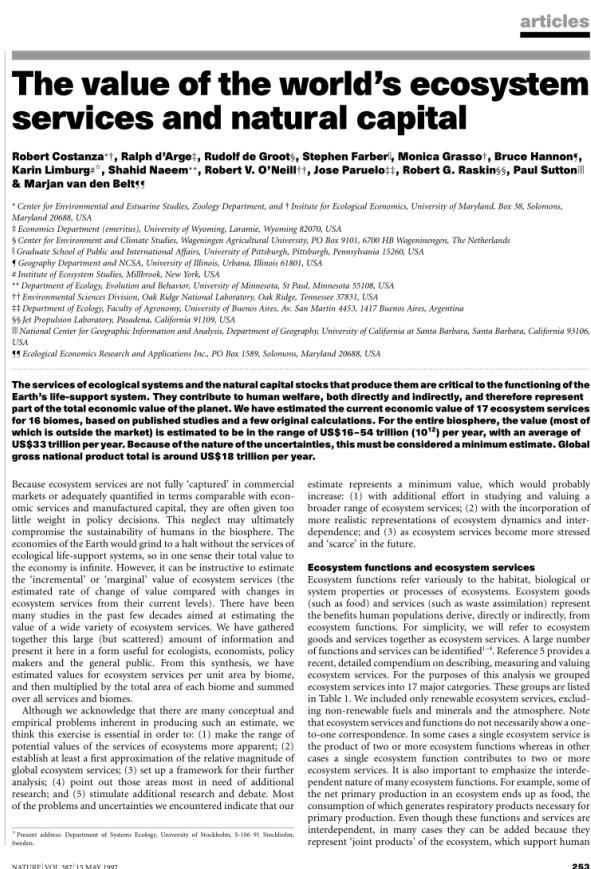 articles
The value of the world's ecosystem
services and natural capital
Robert Costanza*†, Ralph d'Arge‡, Rudolf de Groot§, Stephen Farber‖, Monica Grasso†, Bruce Hannon¶,
Karin Limburg#☆, Shahid Naeem**, Robert V. O'Neill††, Jose Paruelo‡‡, Robert G. Raskin§§, Paul Sutton‖‖
& Marjan van den Belt¶¶
* Center for Environmental and Estuarine Studies, Zoology Department, and † Insitute for Ecological Economics, University of Maryland, Box 38, Solomons,
Maryland 20688, USA
‡ Economics Department (emeritus), University of Wyoming, Laramie, Wyoming 82070, USA
§ Center for Environment and Climate Studies, Wageningen Agricultural University, PO Box 9101, 6700 HB Wageninengen, The Netherlands
‖ Graduate School of Public and International Affairs, University of Pittsburgh, Pittsburgh, Pennsylvania 15260, USA
¶ Geography Department and NCSA, University of Illinois, Urbana, Illinois 61801, USA
# Institute of Ecosystem Studies, Millbrook, New York, USA
** Department of Ecology, Evolution and Behavior, University of Minnesota, St Paul, Minnesota 55108, USA
†† Environmental Sciences Division, Oak Ridge National Laboratory, Oak Ridge, Tennessee 37831, USA
‡‡ Department of Ecology, Faculty of Agronomy, University of Buenos Aires, Av. San Martin 4453, 1417 Buenos Aires, Argentina
§§ Jet Propulsion Laboratory, Pasadena, California 91109, USA
‖‖ National Center for Geographic Information and Analysis, Department of Geography, University of California at Santa Barbara, Santa Barbara, California 93106,
USA
¶¶ Ecological Economics Research and Applications Inc., PO Box 1589, Solomons, Maryland 20688, USA
The services of ecological systems and the natural capital stocks that produce them are critical to the functioning of the
Earth's life-support system. They contribute to human welfare, both directly and indirectly, and therefore represent
part of the total economic value of the planet. We have estimated the current economic value of 17 ecosystem services
for 16 biomes, based on published studies and a few original calculations. For the entire biosphere, the value (most of
which is outside the market) is estimated to be in the range of US$16–54 trillion (10¹²) per year, with an average of
US$33 trillion per year. Because of the nature of the uncertainties, this must be considered a minimum estimate. Global
gross national product total is around US$18 trillion per year.
Because ecosystem services are not fully 'captured' in commercial
markets or adequately quantified in terms comparable with econ-
omic services and manufactured capital, they are often given too
little weight in policy decisions. This neglect may ultimately
compromise the sustainability of humans in the biosphere. The
economies of the Earth would grind to a halt without the services of
ecological life-support systems, so in one sense their total value to
the economy is infinite. However, it can be instructive to estimate
the 'incremental' or 'marginal' value of ecosystem services (the
estimated rate of change of value compared with changes in
ecosystem services from their current levels). There have been
many studies in the past few decades aimed at estimating the
value of a wide variety of ecosystem services. We have gathered
together this large (but scattered) amount of information and
present it here in a form useful for ecologists, economists, policy
makers and the general public. From this synthesis, we have
estimated values for ecosystem services per unit area by biome,
and then multiplied by the total area of each biome and summed
over all services and biomes.
Although we acknowledge that there are many conceptual and
empirical problems inherent in producing such an estimate, we
think this exercise is essential in order to: (1) make the range of
potential values of the services of ecosystems more apparent; (2)
establish at least a first approximation of the relative magnitude of
global ecosystem services; (3) set up a framework for their further
analysis; (4) point out those areas most in need of additional
research; and (5) stimulate additional research and debate. Most
of the problems and uncertainties we encountered indicate that our
☆ Present address: Department of Systems Ecology, University of Stockholm, S-106 91 Stockholm,
Sweden.
estimate represents a minimum value, which would probably
increase: (1) with additional effort in studying and valuing a
broader range of ecosystem services; (2) with the incorporation of
more realistic representations of ecosystem dynamics and inter-
dependence; and (3) as ecosystem services become more stressed
and 'scarce' in the future.
Ecosystem functions and ecosystem services
Ecosystem functions refer variously to the habitat, biological or
system properties or processes of ecosystems. Ecosystem goods
(such as food) and services (such as waste assimilation) represent
the benefits human populations derive, directly or indirectly, from
ecosystem functions. For simplicity, we will refer to ecosystem
goods and services together as ecosystem services. A large number
of functions and services can be identified¹⁻⁴. Reference 5 provides a
recent, detailed compendium on describing, measuring and valuing
ecosystem services. For the purposes of this analysis we grouped
ecosystem services into 17 major categories. These groups are listed
in Table 1. We included only renewable ecosystem services, exclud-
ing non-renewable fuels and minerals and the atmosphere. Note
that ecosystem services and functions do not necessarily show a one-
to-one correspondence. In some cases a single ecosystem service is
the product of two or more ecosystem functions whereas in other
cases a single ecosystem function contributes to two or more
ecosystem services. It is also important to emphasize the interde-
pendent nature of many ecosystem functions. For example, some of
the net primary production in an ecosystem ends up as food, the
consumption of which generates respiratory products necessary for
primary production. Even though these functions and services are
interdependent, in many cases they can be added because they
represent 'joint products' of the ecosystem, which support human
NATURE | VOL 387 | 15 MAY 1997
253